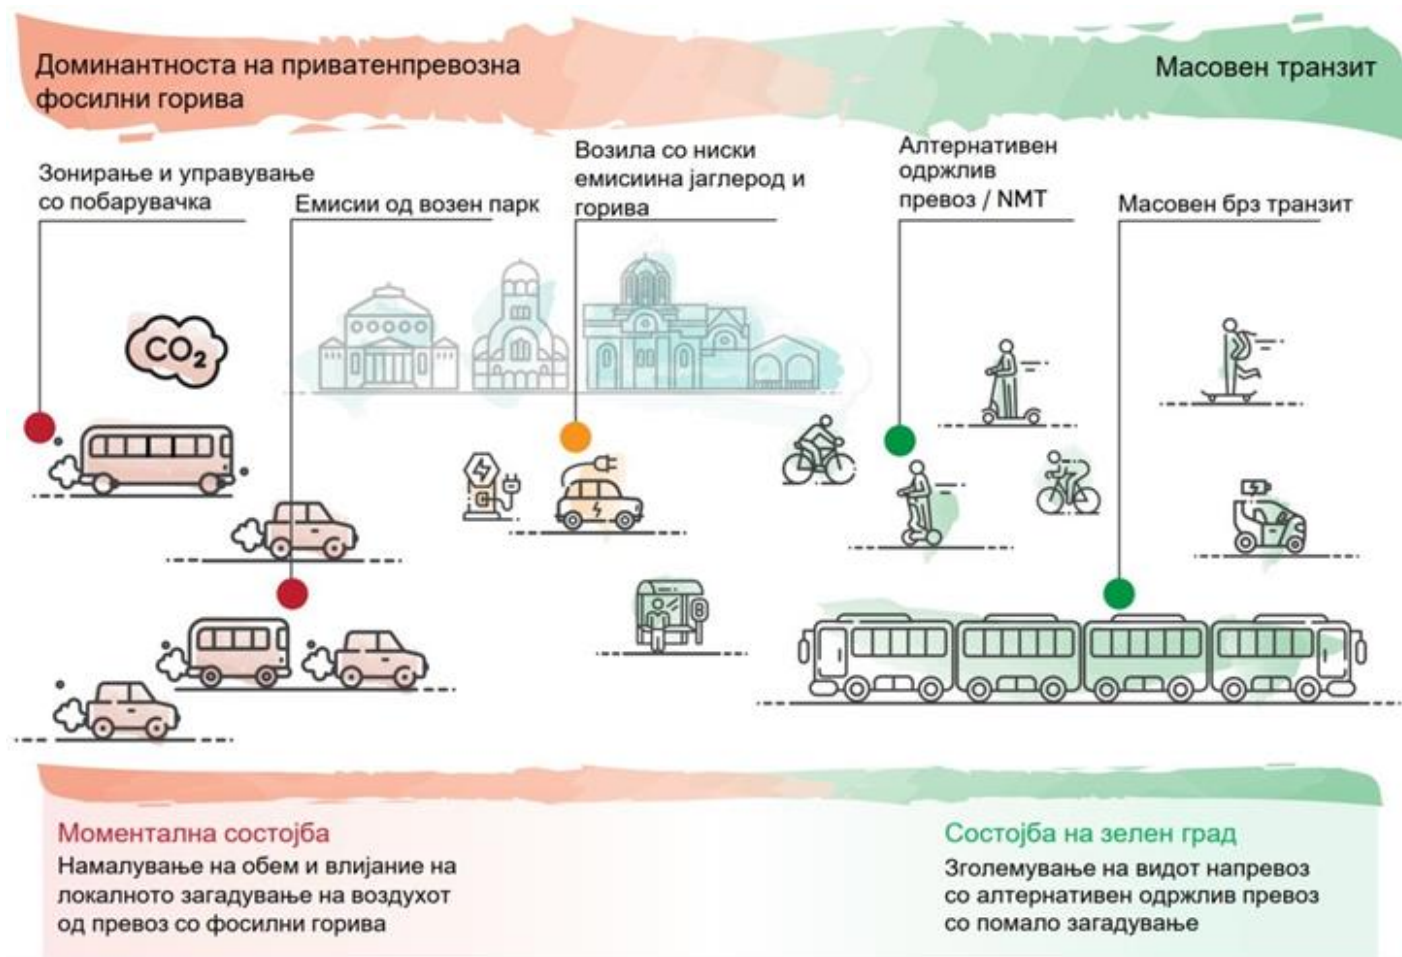 Доминантноста на приватенпревозна
фосилни горива
Масовен транзит
Зонирање и управување
со побарувачка
Емисии од возен парк
Возила со ниски
емисиина јаглерод и
горива
Алтернативен
одржлив
превоз / NMT
Масовен брз транзит
CO₂
Моментална состојба
Намалување на обем и влијание на
локалното загадување на воздухот
од превоз со фосилни горива
Состојба на зелен град
Зголемување на видот напревоз
со алтернативен одржлив превоз
со помало загадување